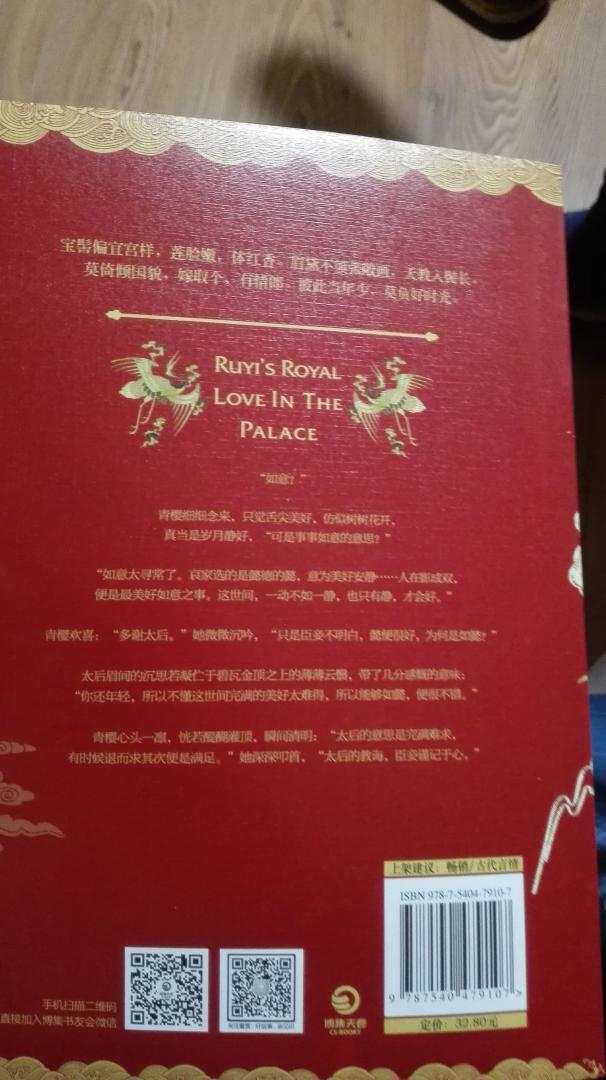 宝髻偏宜宫样，莲脸嫩，体红香。眉黛不须张敞画，天教入鬓长。
莫倚倾国貌，嫁取个，有情郎。彼此当年少，莫负好时光。
RUYI'S ROYAL
LOVE IN THE
PALACE
“如意？”
青樱细细念来，只觉舌尖美好，仿似树树花开，
真当是岁月静好，“可是事事如意的意思？”
“如意太寻常了。哀家选的是懿德的懿，意为美好安静……人在影成双，
便是最美好如意之事。这世间，一动不如一静，也只有静，才会好。”
青樱欢喜：“多谢太后。”她微微沉吟，“只是臣妾不明白，懿便很好，为何是如懿？”
太后眉间的沉思若凝伫于碧瓦金顶之上的薄薄云翳，带了几分感慨的意味：
“你还年轻，所以不懂这世间完满的美好太难得，所以能够如懿，便很不错。”
青樱心头一凛，恍若醍醐灌顶，瞬间清明：“太后的意思是完满难求，
有时候退而求其次便是满足。”她深深叩首，“太后的教诲，臣妾谨记于心。”
上架建议：畅销/古代言情
ISBN 978-7-5404-7910-7
9 787540 479107 >
定价：32.80元
手机扫描二维码
直接加入博集书友会微信
博集天卷
CS-BOOKY